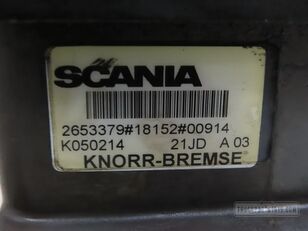 SCANIA
2653379#18152#00914
K050214 21JD A 03
KNORR-BREMSE